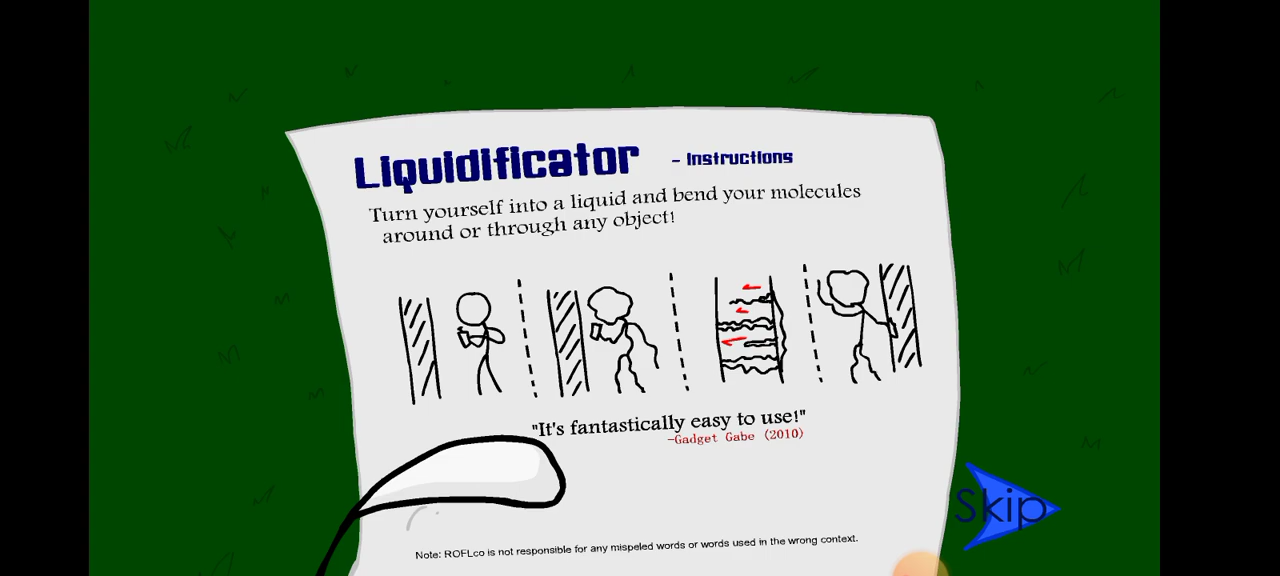 Liquidificator - Instructions
Turn yourself into a liquid and bend your molecules
around or through any object!
"It's fantastically easy to use!"
-Gadget Gabe (2010)
Skip
Note: ROFLco is not responsible for any mispeled words or words used in the wrong context.